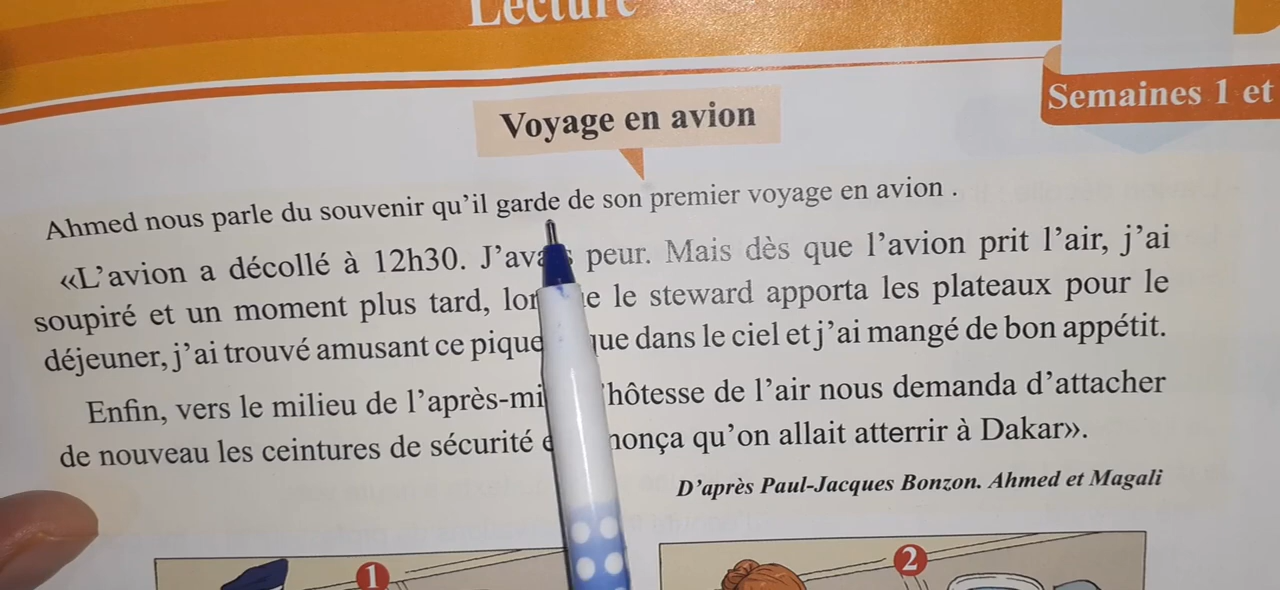 Lecture
Semaines 1 et
Voyage en avion
Ahmed nous parle du souvenir qu'il garde de son premier voyage en avion .
«L'avion a décollé à 12h30. J'av s peur. Mais dès que l'avion prit l'air, j'ai
soupiré et un moment plus tard, lor e le steward apporta les plateaux pour le
déjeuner, j'ai trouvé amusant ce pique ue dans le ciel et j'ai mangé de bon appétit.
Enfin, vers le milieu de l'après-mi hôtesse de l'air nous demanda d'attacher
de nouveau les ceintures de sécurité e nonça qu'on allait atterrir à Dakar».
D'après Paul-Jacques Bonzon. Ahmed et Magali
1
2